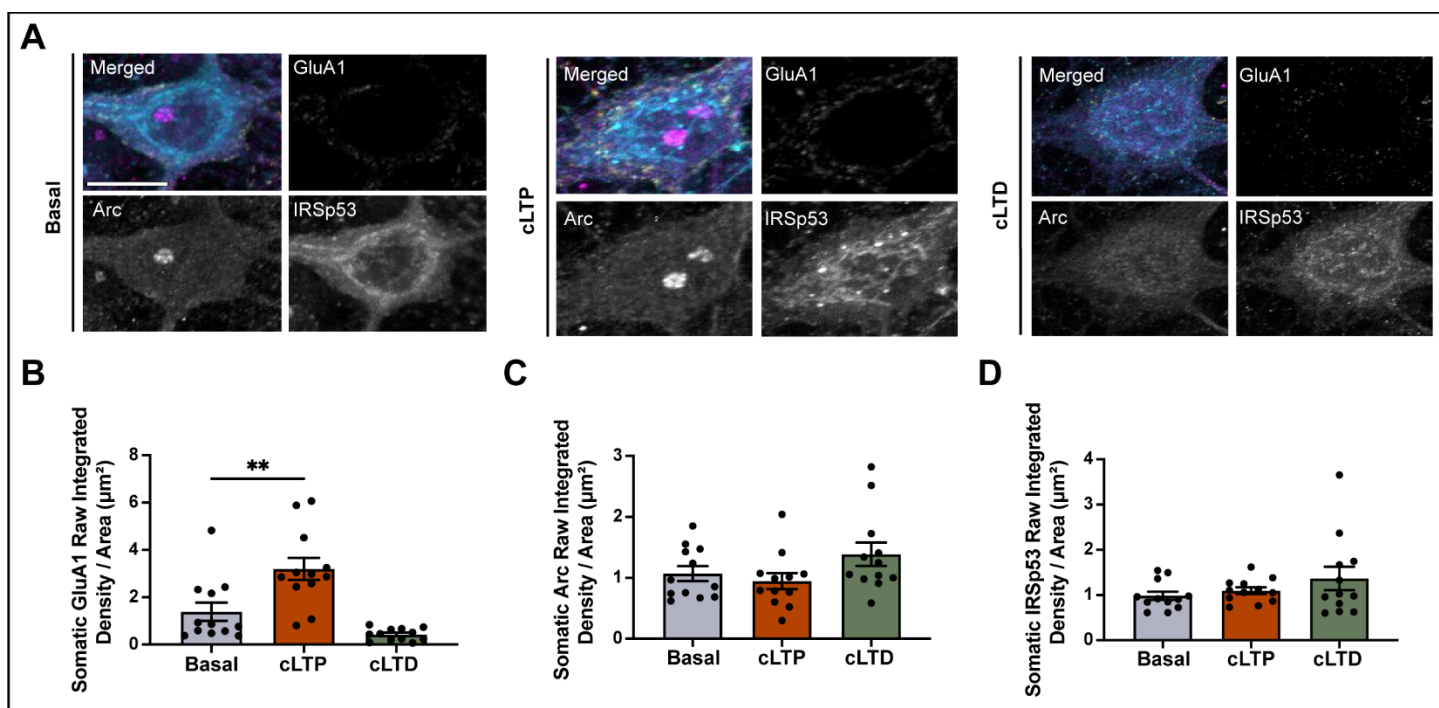 A
Basal
Merged
GluA1
Arc
IRSp53
cLTP
Merged
GluA1
Arc
2
IRSp53
cLTD
Merged
GluA1
Arc
IRSp53
B
Somatic GluA1 Raw Integrated
Density / Area (µm²)
8
6
4
2
0
**
Basal
cLTP
cLTD
C
Somatic Arc Raw Integrated
Density / Area (µm²)
3
2
1
0
Basal
cLTP
cLTD
D
Somatic IRSp53 Raw Integrated
Density / Area (µm²)
4
3
2
1
0
Basal
cLTP
cLTD